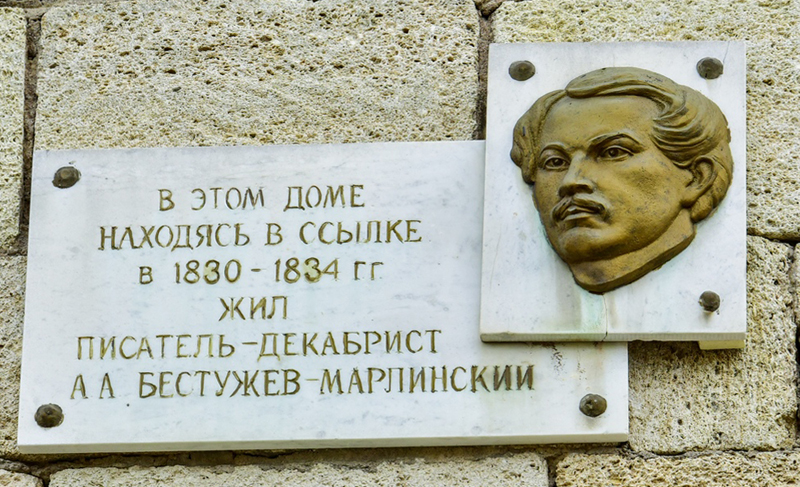 В ЭТОМ ДОМЕ
НАХОДЯСЬ В ССЫЛКЕ
в 1830 - 1834 гг
ЖИЛ
ПИСАТЕЛЬ-ДЕКАБРИСТ
А А БЕСТУЖЕВ-МАРЛИНСКИЙ